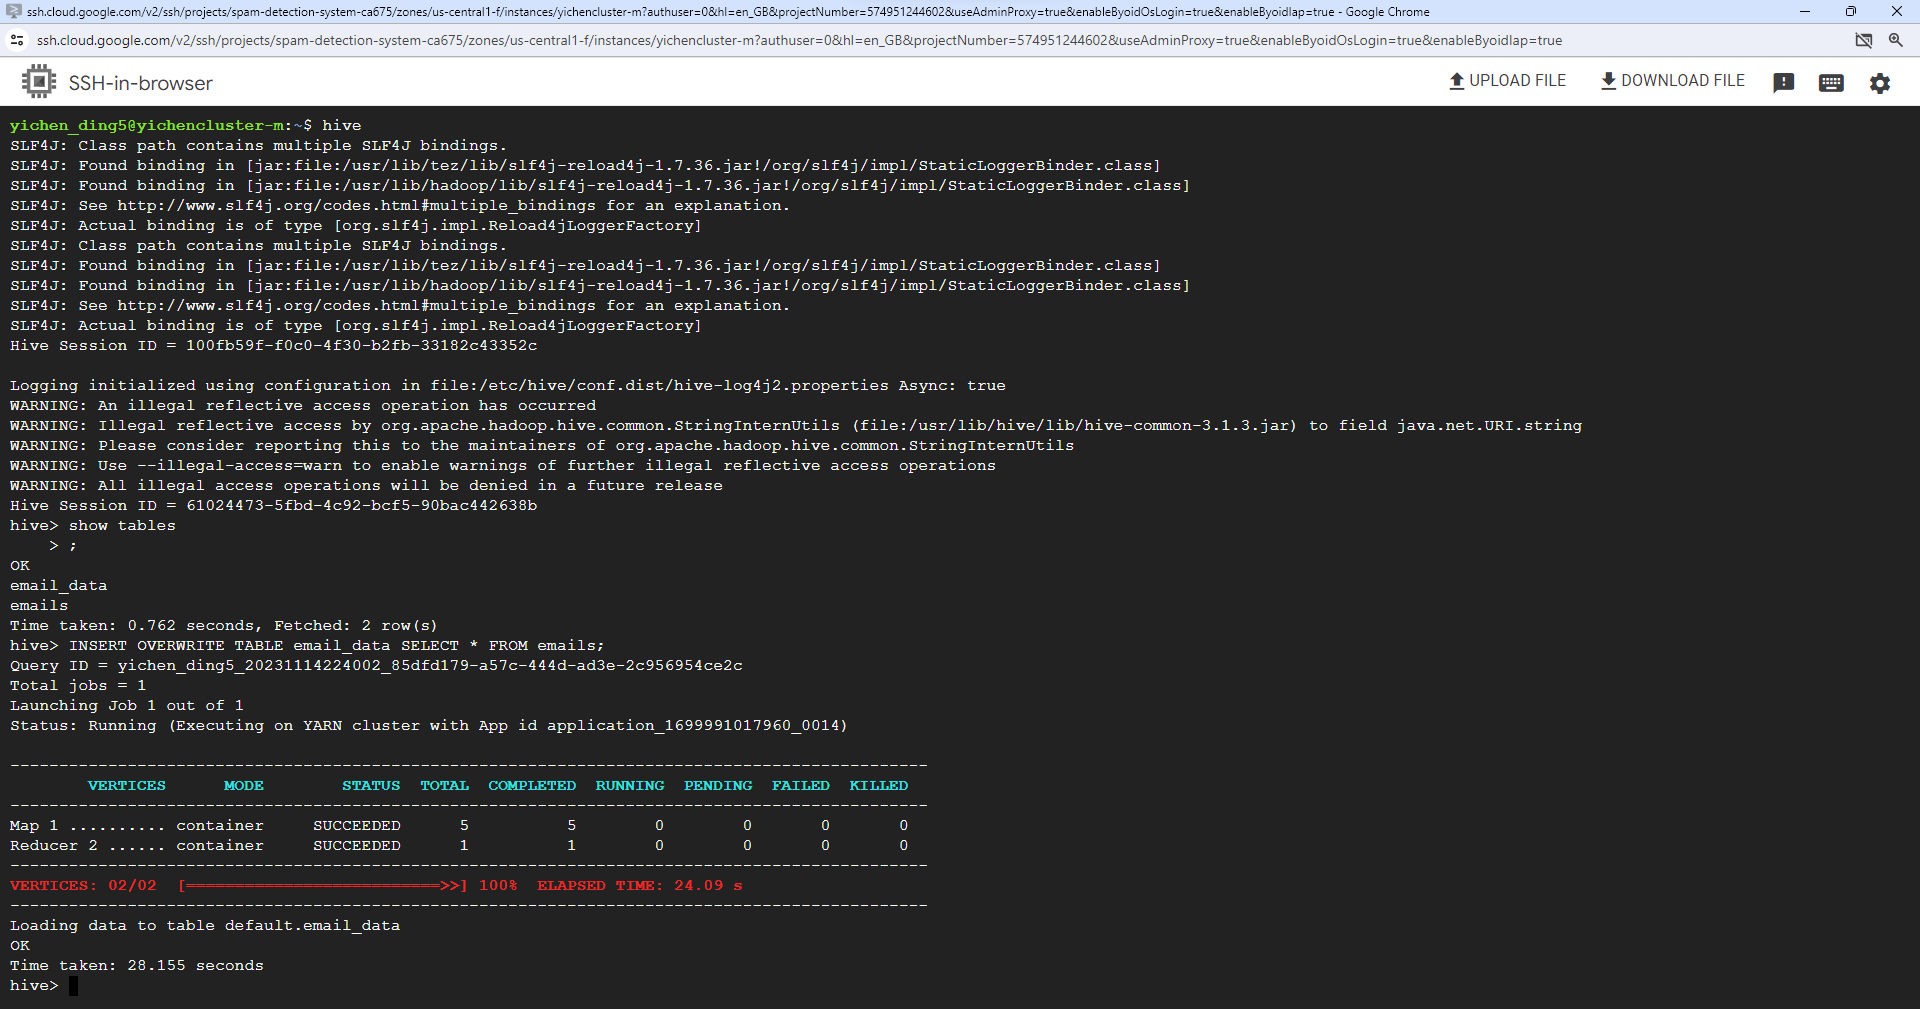 ssh.cloud.google.com/v2/ssh/projects/spam-detection-system-ca675/zones/us-central1-f/instances/yichencluster-m?authuser=0&hl=en_GB&projectNumber=574951244602&useAdminProxy=true&enableByoidOsLogin=true&enableByoidIap=true - Google Chrome
ssh.cloud.google.com/v2/ssh/projects/spam-detection-system-ca675/zones/us-central1-f/instances/yichencluster-m?authuser=0&hl=en_GB&projectNumber=574951244602&useAdminProxy=true&enableByoidOsLogin=true&enableByoidIap=true
SSH-in-browser UPLOAD FILE DOWNLOAD FILE
yichen_ding5@yichencluster-m:~$ hive
SLF4J: Class path contains multiple SLF4J bindings.
SLF4J: Found binding in [jar:file:/usr/lib/tez/lib/slf4j-reload4j-1.7.36.jar!/org/slf4j/impl/StaticLoggerBinder.class]
SLF4J: Found binding in [jar:file:/usr/lib/hadoop/lib/slf4j-reload4j-1.7.36.jar!/org/slf4j/impl/StaticLoggerBinder.class]
SLF4J: See http://www.slf4j.org/codes.html#multiple_bindings for an explanation.
SLF4J: Actual binding is of type [org.slf4j.impl.Reload4jLoggerFactory]
SLF4J: Class path contains multiple SLF4J bindings.
SLF4J: Found binding in [jar:file:/usr/lib/tez/lib/slf4j-reload4j-1.7.36.jar!/org/slf4j/impl/StaticLoggerBinder.class]
SLF4J: Found binding in [jar:file:/usr/lib/hadoop/lib/slf4j-reload4j-1.7.36.jar!/org/slf4j/impl/StaticLoggerBinder.class]
SLF4J: See http://www.slf4j.org/codes.html#multiple_bindings for an explanation.
SLF4J: Actual binding is of type [org.slf4j.impl.Reload4jLoggerFactory]
Hive Session ID = 100fb59f-f0c0-4f30-b2fb-33182c43352c
Logging initialized using configuration in file:/etc/hive/conf.dist/hive-log4j2.properties Async: true
WARNING: An illegal reflective access operation has occurred
WARNING: Illegal reflective access by org.apache.hadoop.hive.common.StringInternUtils (file:/usr/lib/hive/lib/hive-common-3.1.3.jar) to field java.net.URI.string
WARNING: Please consider reporting this to the maintainers of org.apache.hadoop.hive.common.StringInternUtils
WARNING: Use --illegal-access=warn to enable warnings of further illegal reflective access operations
WARNING: All illegal access operations will be denied in a future release
Hive Session ID = 61024473-5fbd-4c92-bcf5-90bac442638b
hive> show tables
    > ;
OK
email_data
emails
Time taken: 0.762 seconds, Fetched: 2 row(s)
hive> INSERT OVERWRITE TABLE email_data SELECT * FROM emails;
Query ID = yichen_ding5_20231114224002_85dfd179-a57c-444d-ad3e-2c956954ce2c
Total jobs = 1
Launching Job 1 out of 1
Status: Running (Executing on YARN cluster with App id application_1699991017960_0014)
----------------------------------------------------------------------------------------------
VERTICES MODE STATUS TOTAL COMPLETED RUNNING PENDING FAILED KILLED
----------------------------------------------------------------------------------------------
Map 1 .......... container SUCCEEDED 5 5 0 0 0 0
Reducer 2 ...... container SUCCEEDED 1 1 0 0 0 0
----------------------------------------------------------------------------------------------
VERTICES: 02/02 [==========================>>] 100% ELAPSED TIME: 24.09 s
----------------------------------------------------------------------------------------------
Loading data to table default.email_data
OK
Time taken: 28.155 seconds
hive>